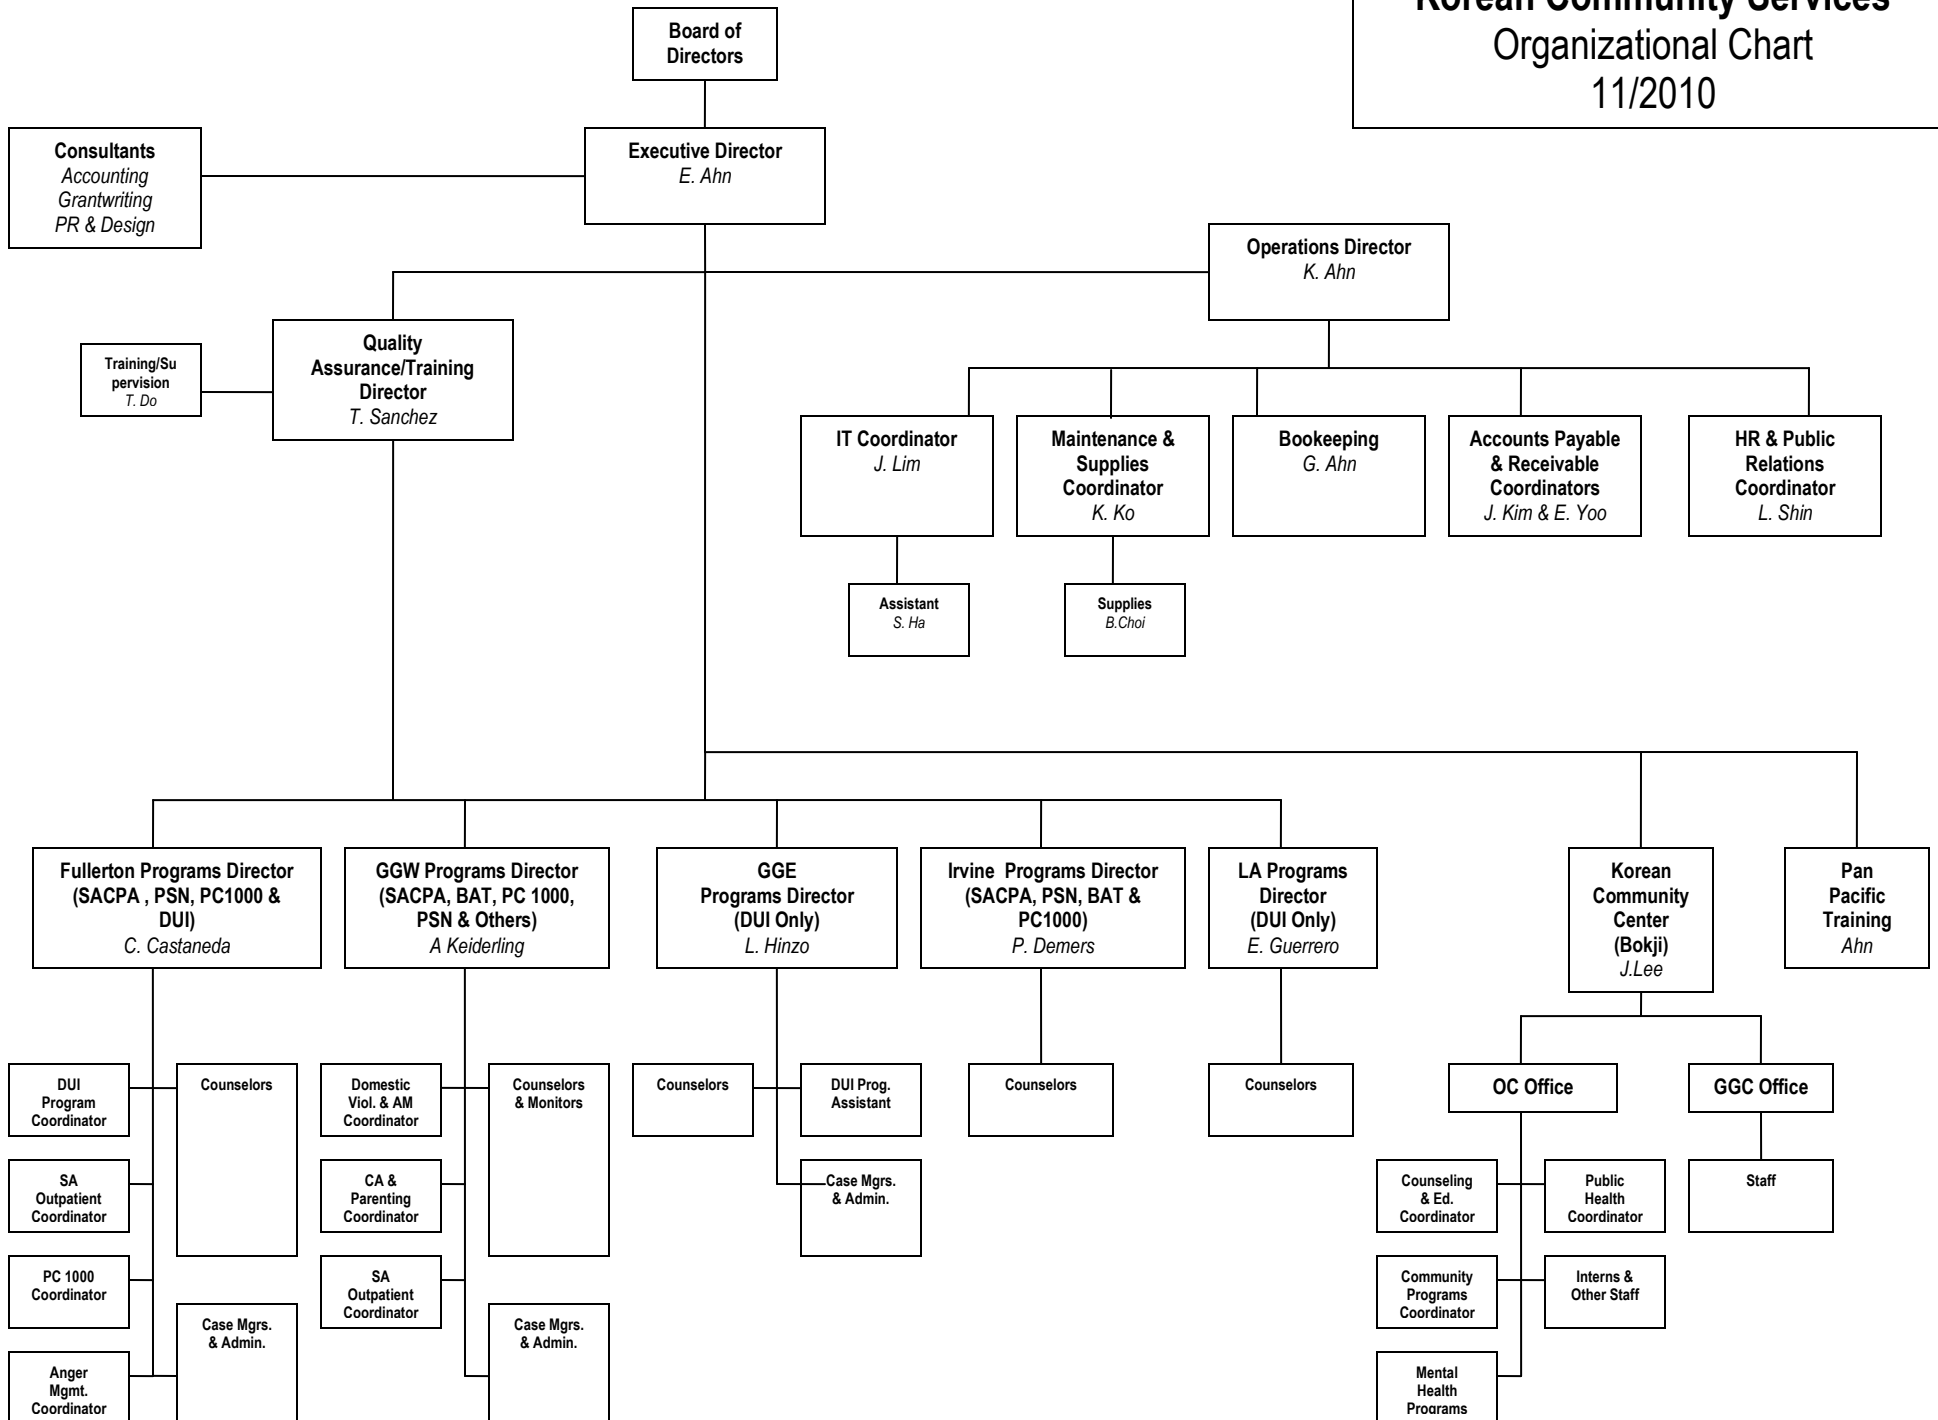 Korean Community Services
Organizational Chart
11/2010
Board of
Directors
Consultants
Accounting
Grantwriting
PR & Design
Executive Director
E. Ahn
Operations Director
K. Ahn
Quality
Assurance/Training
Director
T. Sanchez
Training/Su
pervision
T. Do
IT Coordinator
J. Lim
Maintenance &
Supplies
Coordinator
K. Ko
Bookeeping
G. Ahn
Accounts Payable
& Receivable
Coordinators
J. Kim & E. Yoo
HR & Public
Relations
Coordinator
L. Shin
Assistant
S. Ha
Supplies
B.Choi
Fullerton Programs Director
(SACPA , PSN, PC1000 &
DUI)
C. Castaneda
GGW Programs Director
(SACPA, BAT, PC 1000,
PSN & Others)
A Keiderling
GGE
Programs Director
(DUI Only)
L. Hinzo
Irvine  Programs Director
(SACPA, PSN, BAT &
PC1000)
P. Demers
LA Programs
Director
(DUI Only)
E. Guerrero
Korean
Community
Center
(Bokji)
J.Lee
Pan
Pacific
Training
Ahn
DUI
Program
Coordinator
Counselors
SA
Outpatient
Coordinator
PC 1000
Coordinator
Case Mgrs.
& Admin.
Anger
Mgmt.
Coordinator
Domestic
Viol. & AM
Coordinator
Counselors
& Monitors
CA &
Parenting
Coordinator
SA
Outpatient
Coordinator
Case Mgrs.
& Admin.
Counselors
DUI Prog.
Assistant
Case Mgrs.
& Admin.
Counselors
Counselors
OC Office
GGC Office
Counseling
& Ed.
Coordinator
Public
Health
Coordinator
Staff
Community
Programs
Coordinator
Interns &
Other Staff
Mental
Health
Programs